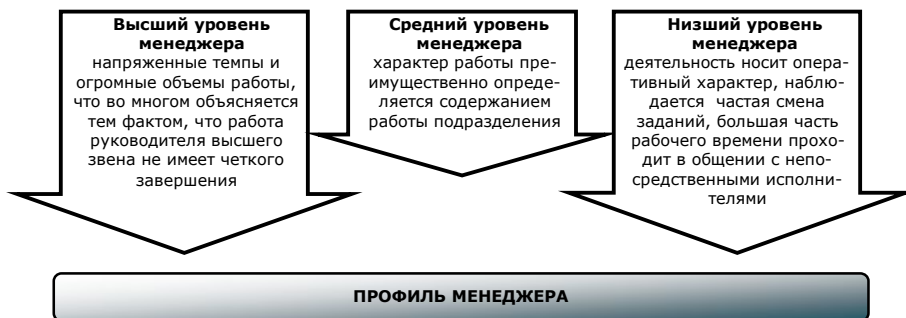 Высший уровень
менеджера
напряженные темпы и
огромные объемы работы,
что во многом объясняется
тем фактом, что работа
руководителя высшего
звена не имеет четкого
завершения
Средний уровень
менеджера
характер работы пре-
имущественно опреде-
ляется содержанием
работы подразделения
Низший уровень
менеджера
деятельность носит опера-
тивный характер, наблю-
дается частая смена
заданий, большая часть
рабочего времени прохо-
дит в общении с непо-
средственными исполни-
телями
ПРОФИЛЬ МЕНЕДЖЕРА